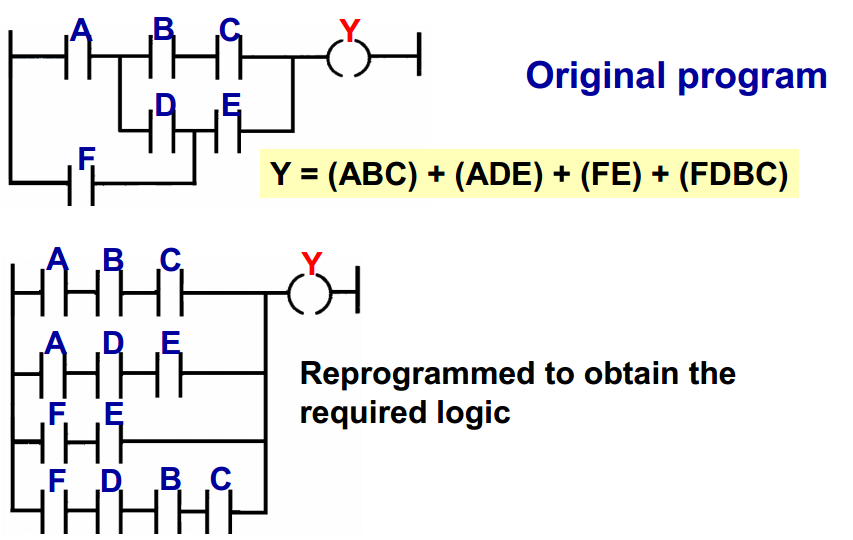 A B C Y
Original program
D E
F
Y = (ABC) + (ADE) + (FE) + (FDBC)
A B C Y
A D E
Reprogrammed to obtain the
required logic
F E
F D B C